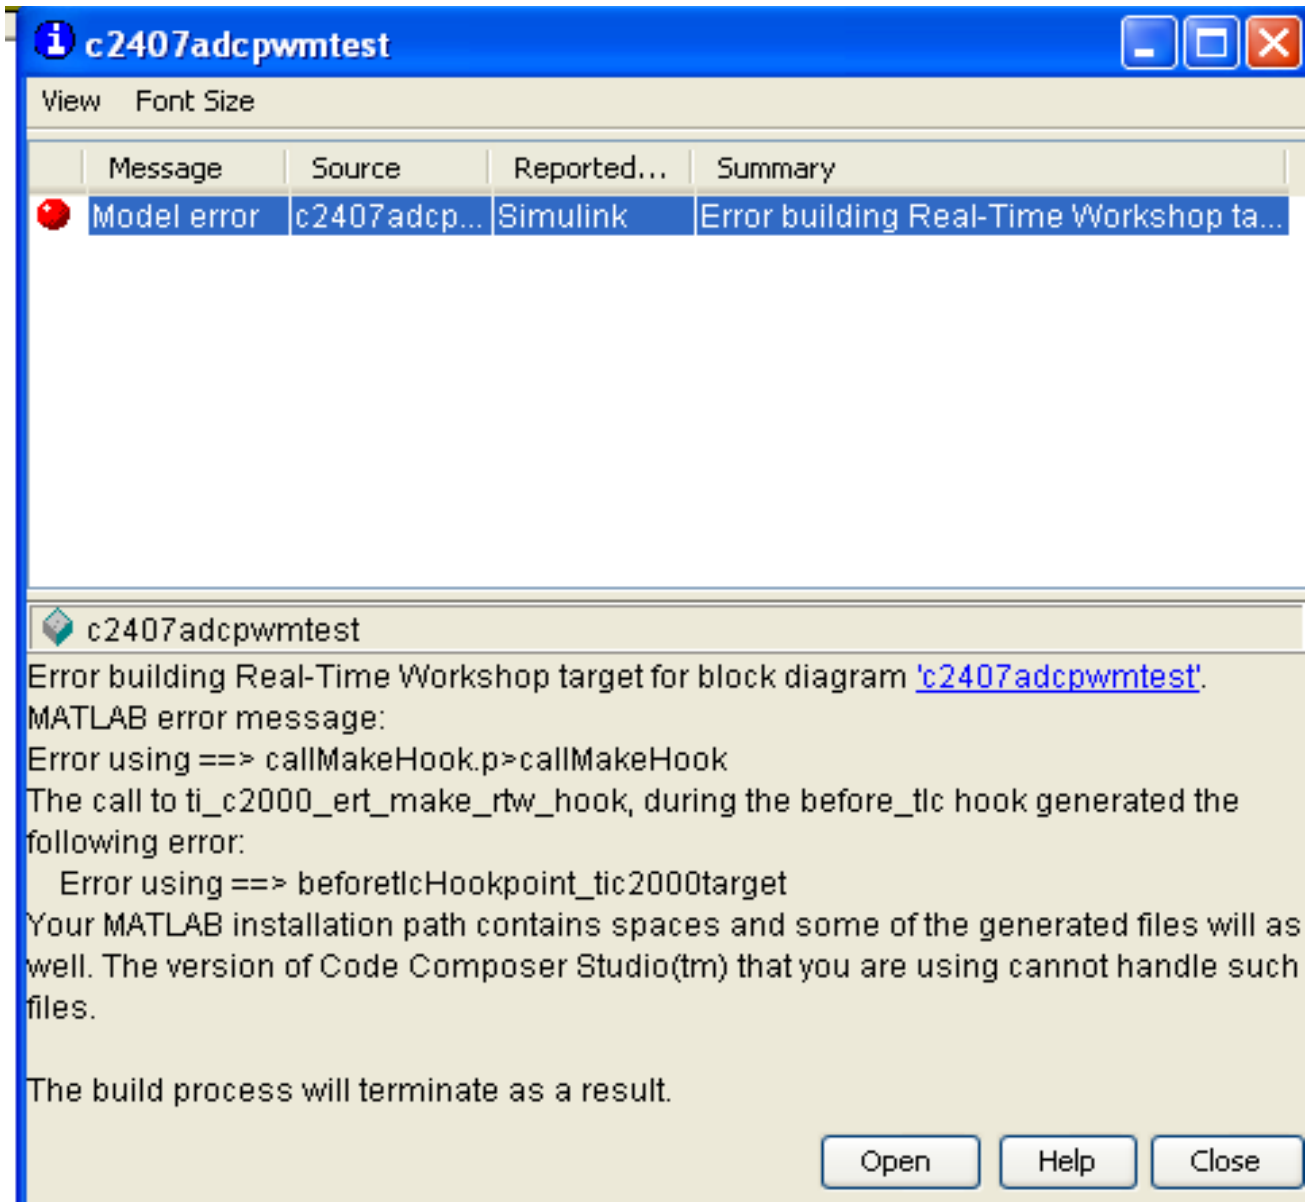 c2407adcpwmtest
View Font Size
Message Source Reported... Summary
Model error c2407adcp... Simulink Error building Real-Time Workshop ta...
c2407adcpwmtest
Error building Real-Time Workshop target for block diagram 'c2407adcpwmtest'.
MATLAB error message:
Error using ==> callMakeHook.p>callMakeHook
The call to ti_c2000_ert_make_rtw_hook, during the before_tlc hook generated the
following error:
Error using ==> beforetlcHookpoint_tic2000target
Your MATLAB installation path contains spaces and some of the generated files will as
well. The version of Code Composer Studio(tm) that you are using cannot handle such
files.
The build process will terminate as a result.
Open Help Close